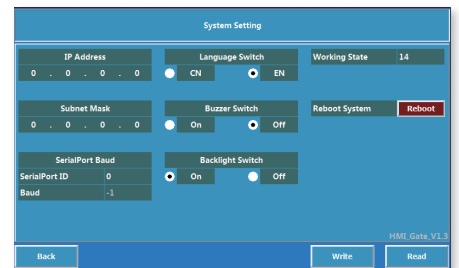 System Setting
IP Address
0 . 0 . 0 . 0
Language Switch
CN EN
Working State 14
Subnet Mask
0 . 0 . 0 . 0
Buzzer Switch
On Off
Reboot System Reboot
SerialPort Baud
SerialPort ID 0
Baud -1
Backlight Switch
On Off
HMI_Gate_V1.3
Back Write Read